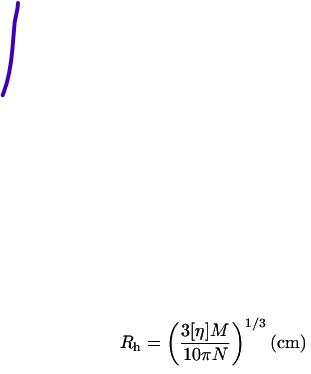 R_h = \left( \frac{3[\eta]M}{10\pi N} \right)^{1/3} (cm)